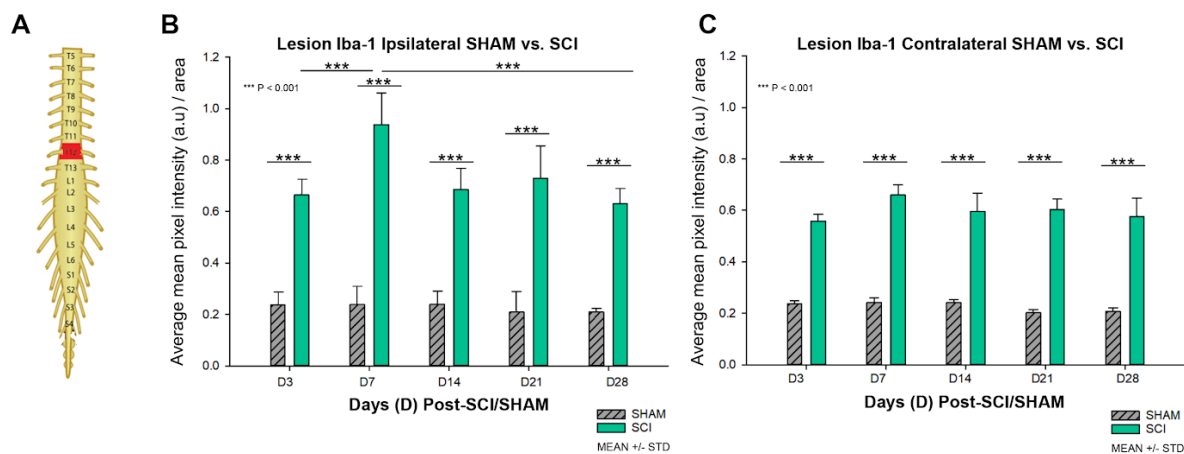 A
T5
T6
T7
T8
T9
T10
T11
T12
T13
L1
L2
L3
L4
L5
L6
S1
S2
S3
S4
B
Lesion Iba-1 Ipsilateral SHAM vs. SCI
*** P < 0.001
***
***
***
***
***
***
***
Average mean pixel intensity (a.u) / area
1.2
1.0
0.8
0.6
0.4
0.2
0.0
D3
D7
D14
D21
D28
Days (D) Post-SCI/SHAM
SHAM
SCI
MEAN +/- STD
C
Lesion Iba-1 Contralateral SHAM vs. SCI
*** P < 0.001
***
***
***
***
***
Average mean pixel intensity (a.u) / area
1.2
1.0
0.8
0.6
0.4
0.2
0.0
D3
D7
D14
D21
D28
Days (D) Post-SCI/SHAM
SHAM
SCI
MEAN +/- STD